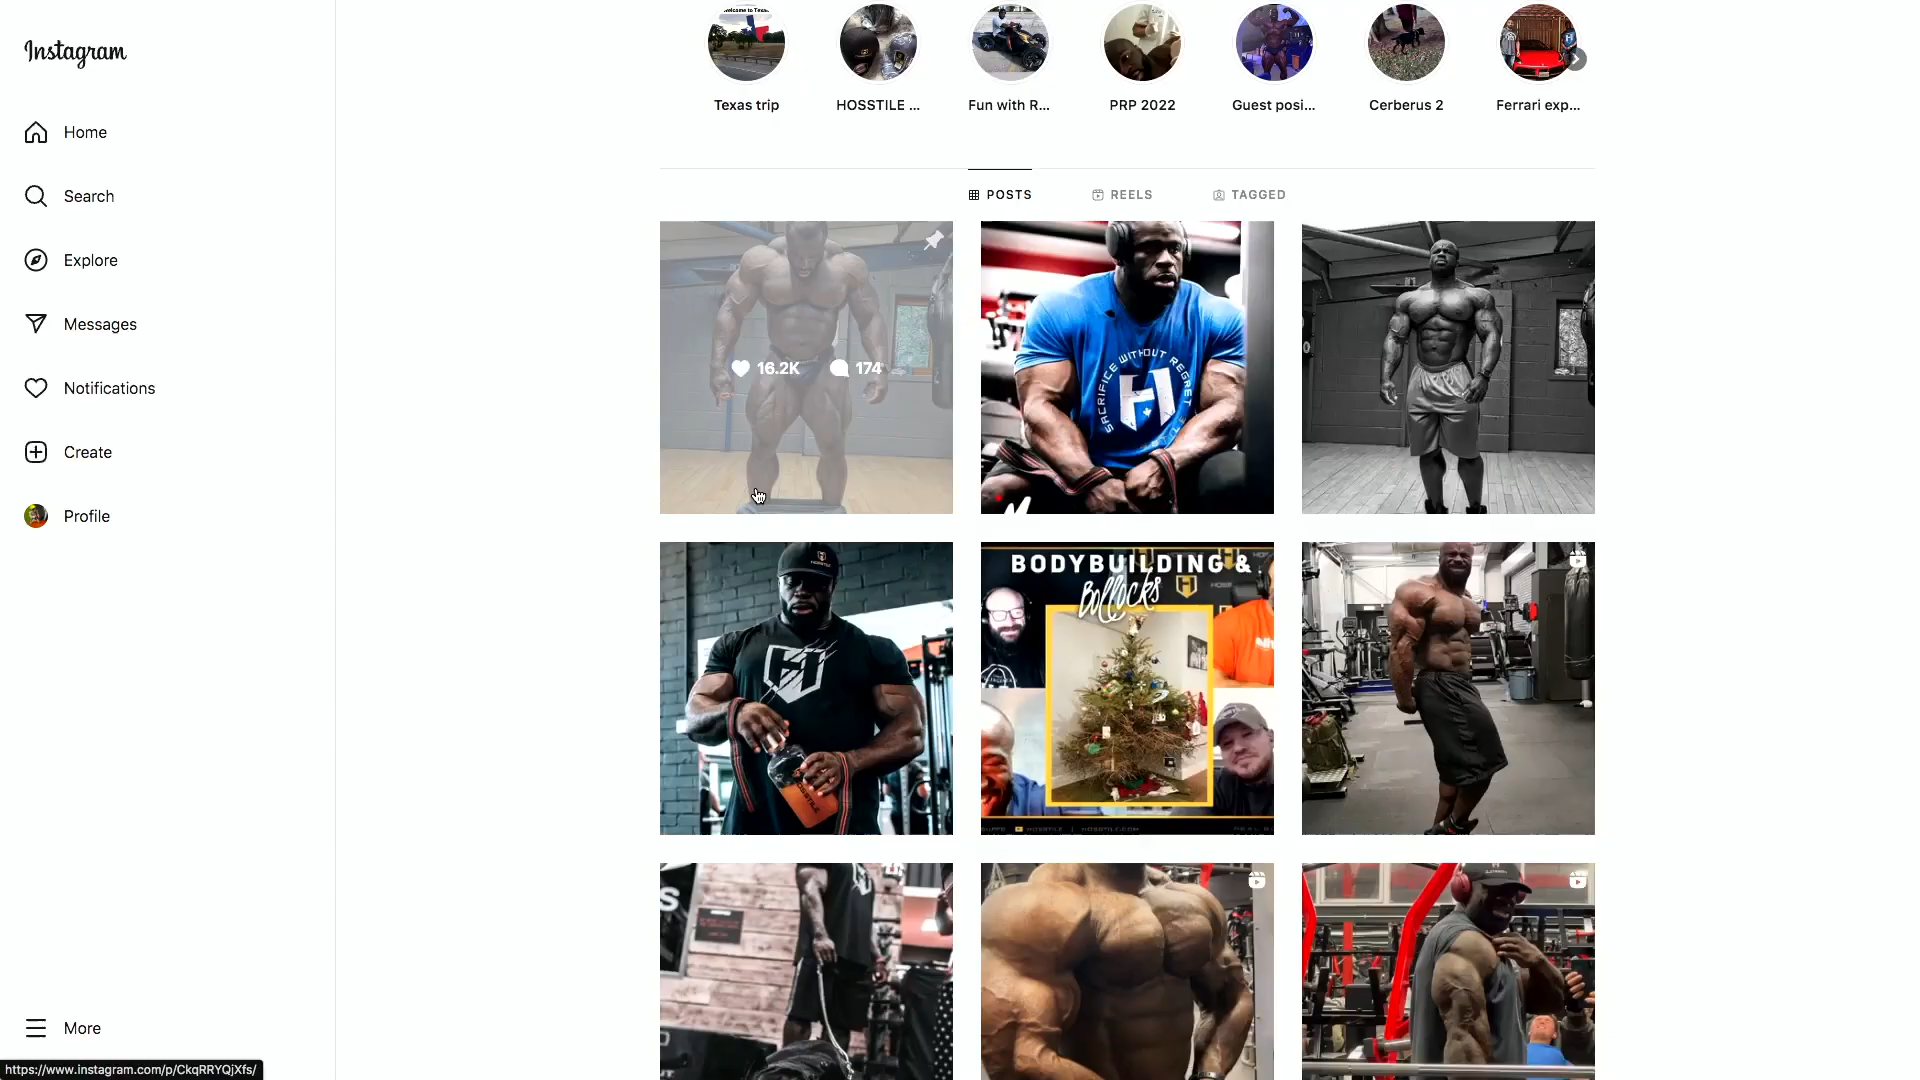 Instagram
Home
Search
Explore
Messages
Notifications
Create
Profile
More
Texas trip
HOSSTILE ...
Fun with R...
PRP 2022
Guest posi...
Cerberus 2
Ferrari exp...
POSTS
REELS
TAGGED
16.2K
174
SACRIFICE WITHOUT REGRET
HOSSTILE
BODYBUILDING &
BOLLOCKS
https://www.instagram.com/p/CkqRRYQjXfs/